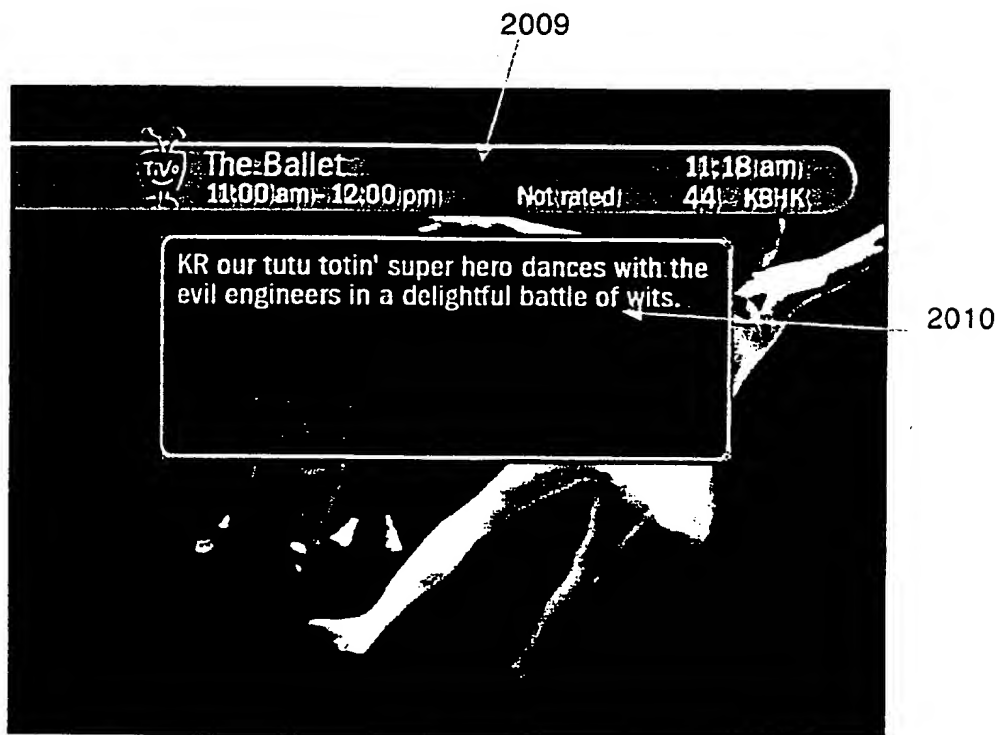 2009
TiVo The Ballet 11:18 am
11:00 am - 12:00 pm Not rated 44 KBHK
KR our tutu totin' super hero dances with the
evil engineers in a delightful battle of wits.
2010